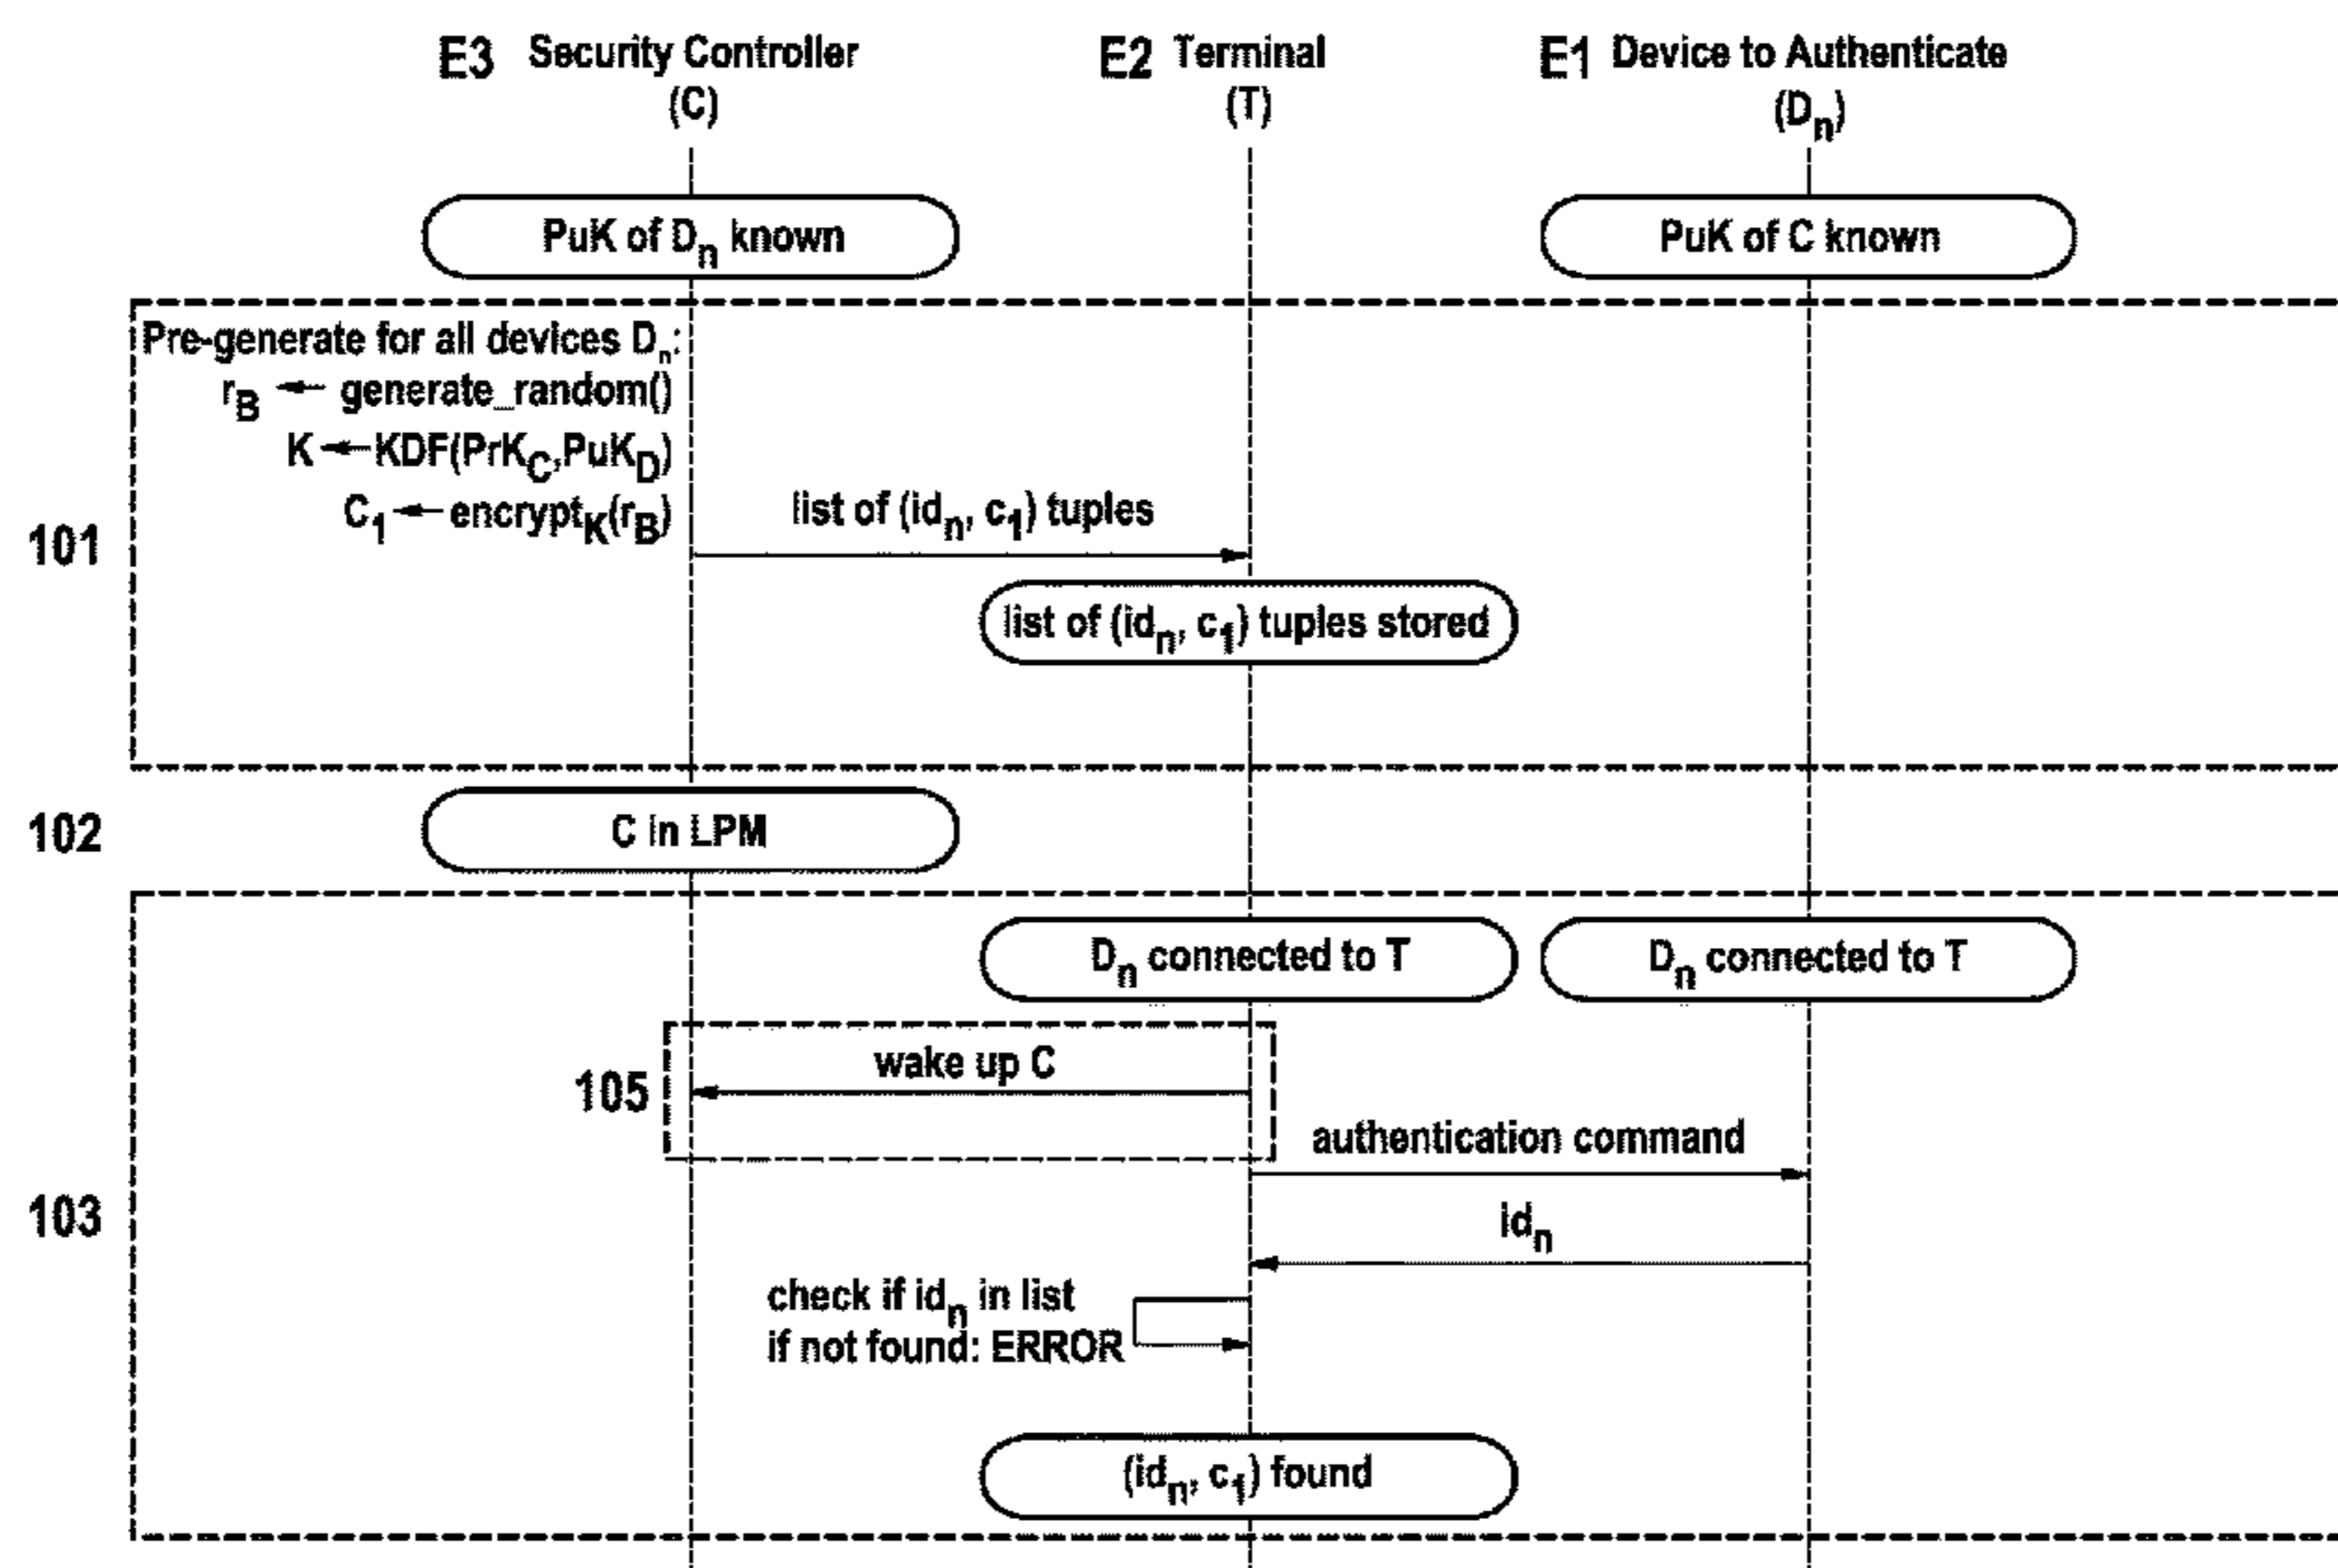 E3 Security Controller
(C)
E2 Terminal
(T)
E1 Device to Authenticate
(Dn)
PuK of Dn known
PuK of C known
Pre-generate for all devices Dn:
rB ← generate_random()
K ← KDF(PrKC,PuKD)
C1 ← encryptK(rB)
101
list of (idn, c1) tuples
list of (idn, c1) tuples stored
102
C in LPM
Dn connected to T
Dn connected to T
wake up C
105
authentication command
103
idn
check if idn in list
if not found: ERROR
(idn, c1) found